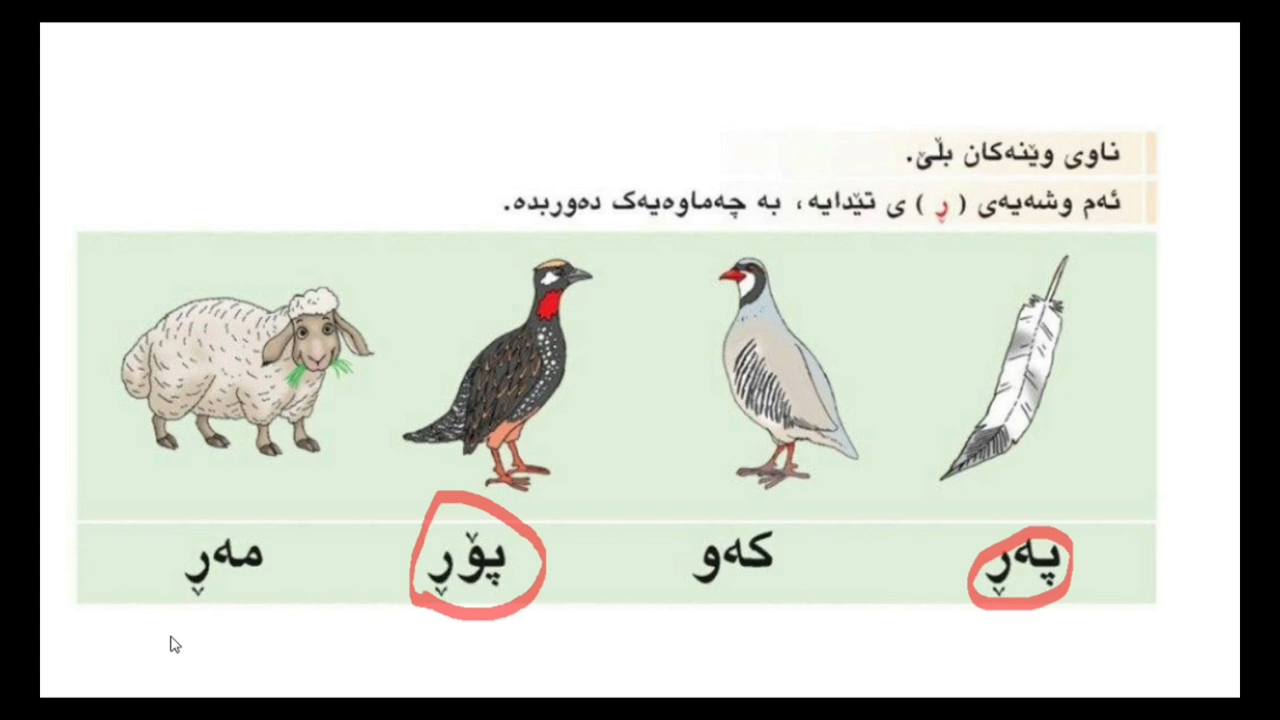 ناوی وێنەکان بڵێ.
ئەم وشەیەی ( ڕ ) ی تێدایە، بە چەماوەیەک دەوربدە.
پەڕ کەو پۆڕ مەڕ